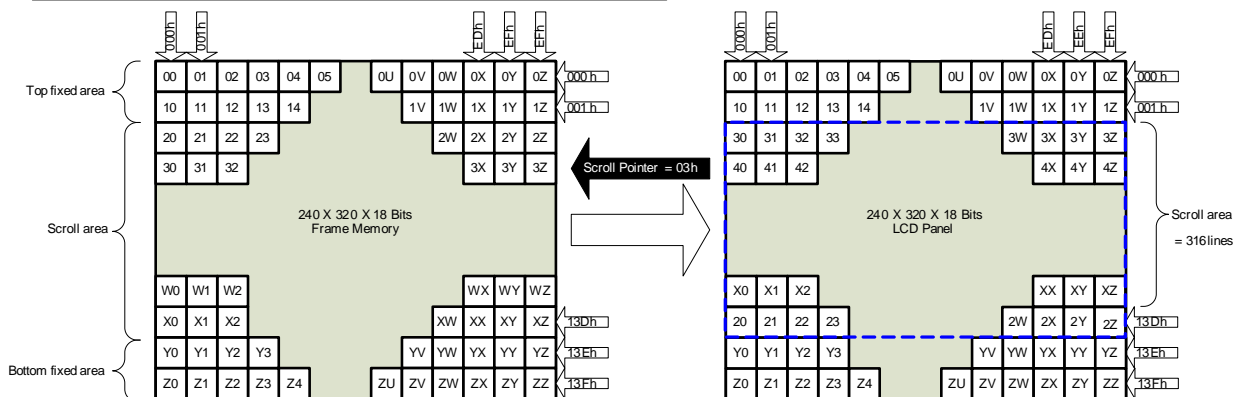 000h 001h EDh EFh EFh 000h 001h EDh EEh EFh
00 01 02 03 04 05 0U 0V 0W 0X 0Y 0Z 000 h 00 01 02 03 04 05 0U 0V 0W 0X 0Y 0Z 000 h
Top fixed area
10 11 12 13 14 1V 1W 1X 1Y 1Z 001 h 10 11 12 13 14 1V 1W 1X 1Y 1Z 001 h
20 21 22 23 2W 2X 2Y 2Z 30 31 32 33 3W 3X 3Y 3Z
30 31 32 3X 3Y 3Z Scroll Pointer = 03h 40 41 42 4X 4Y 4Z
Scroll area
240 X 320 X 18 Bits
Frame Memory
240 X 320 X 18 Bits
LCD Panel
Scroll area
= 316 lines
W0 W1 W2 WX WY WZ X0 X1 X2 XX XY XZ
X0 X1 X2 XW XX XY XZ 13Dh 20 21 22 23 2W 2X 2Y 2Z 13Dh
Y0 Y1 Y2 Y3 YV YW YX YY YZ 13Eh Y0 Y1 Y2 Y3 YV YW YX YY YZ 13Eh
Bottom fixed area
Z0 Z1 Z2 Z3 Z4 ZU ZV ZW ZX ZY ZZ 13Fh Z0 Z1 Z2 Z3 Z4 ZU ZV ZW ZX ZY ZZ 13Fh